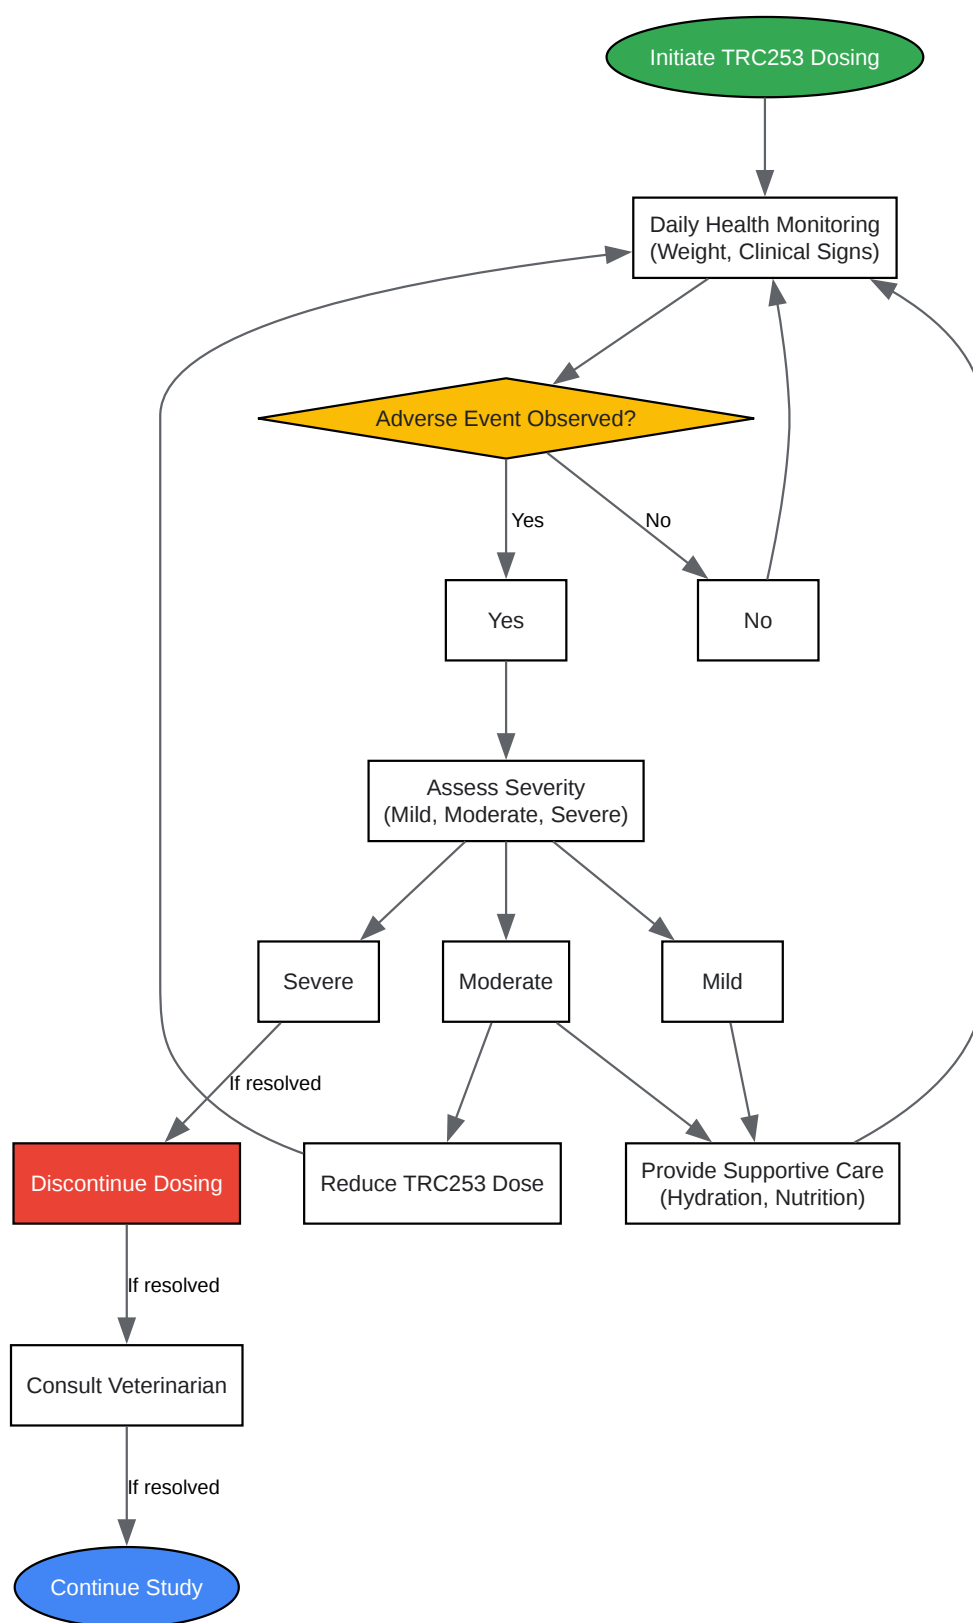 Initiate TRC253 Dosing
Daily Health Monitoring
(Weight, Clinical Signs)
Adverse Event Observed?
Yes
No
Yes
No
Assess Severity
(Mild, Moderate, Severe)
Severe
Moderate
Mild
If resolved
Discontinue Dosing
Reduce TRC253 Dose
Provide Supportive Care
(Hydration, Nutrition)
If resolved
Consult Veterinarian
If resolved
Continue Study